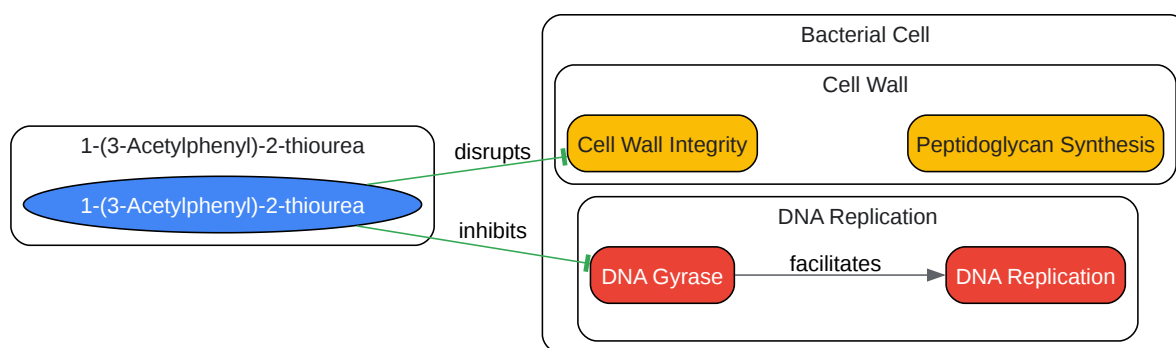 Bacterial Cell
Cell Wall
1-(3-Acetylphenyl)-2-thiourea
disrupts
Cell Wall Integrity
Peptidoglycan Synthesis
1-(3-Acetylphenyl)-2-thiourea
DNA Replication
inhibits
DNA Gyrase
facilitates
DNA Replication